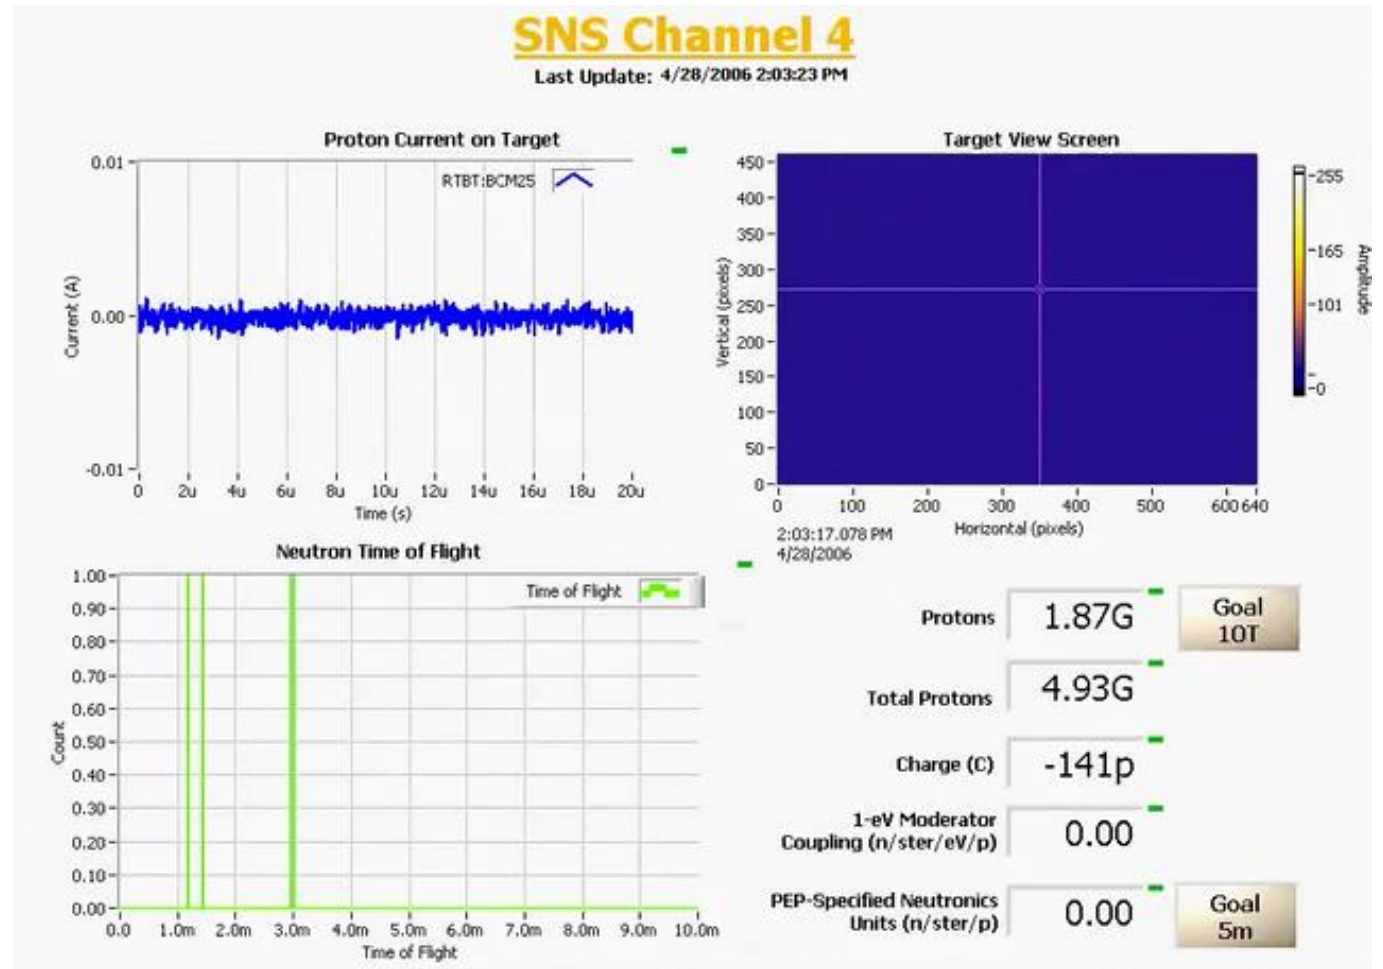 SNS Channel 4
Last Update: 4/28/2006 2:03:23 PM
Proton Current on Target
0.01
RTBT:BCM25
Current (A)
0.00
-0.01
0 2u 4u 6u 8u 10u 12u 14u 16u 18u 20u
Time (s)
Target View Screen
450
400
350
300
250
200
150
100
50
0
Vertical (pixels)
0 100 200 300 400 500 600 640
Horizontal (pixels)
2:03:17.078 PM
4/28/2006
255
165
101
0
Amplitude
Neutron Time of Flight
Time of Flight
1.00
0.90
0.80
0.70
0.60
0.50
0.40
0.30
0.20
0.10
0.00
Count
0.0 1.0m 2.0m 3.0m 4.0m 5.0m 6.0m 7.0m 8.0m 9.0m 10.0m
Time of Flight
Protons 1.87G
Goal
10T
Total Protons 4.93G
Charge (C) -141p
1-eV Moderator
Coupling (n/ster/eV/p) 0.00
PEP-Specified Neutronics
Units (n/ster/p) 0.00
Goal
5m